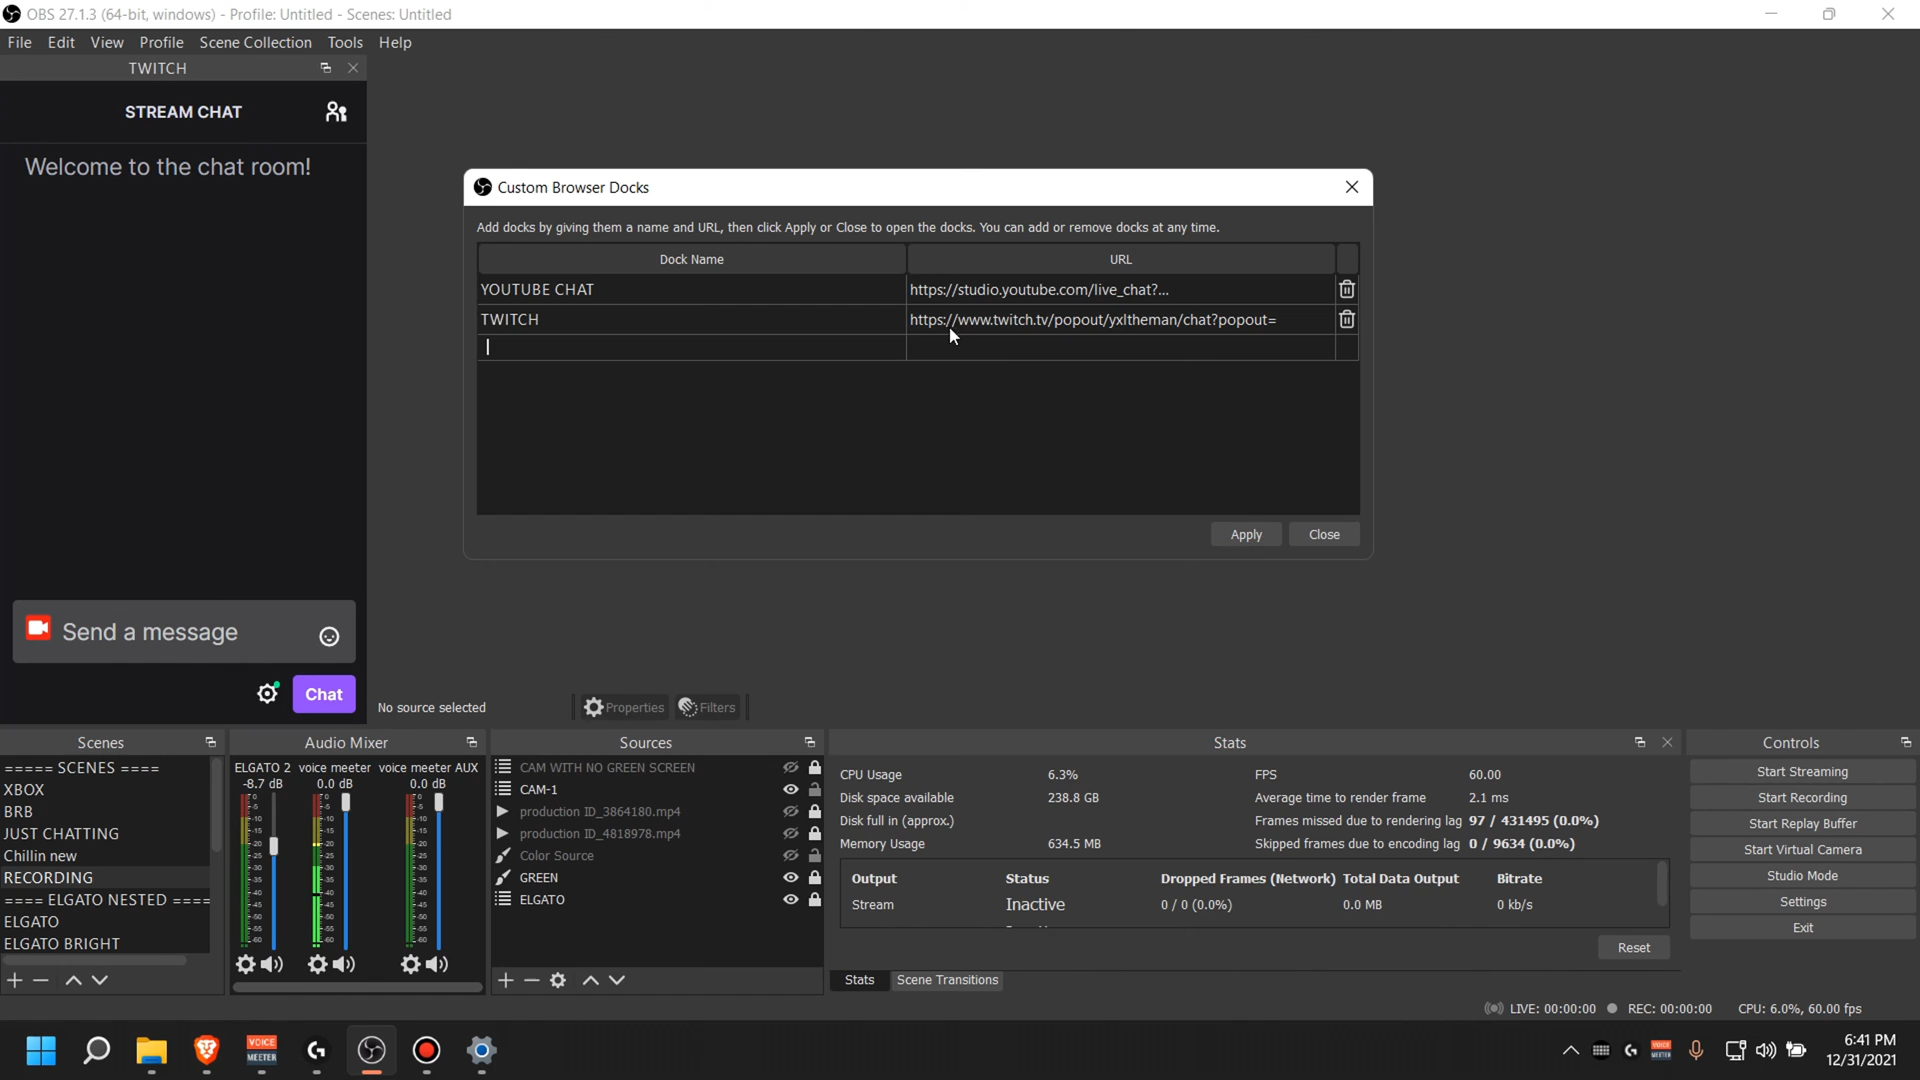 OBS 27.1.3 (64-bit, windows) - Profile: Untitled - Scenes: Untitled
File Edit View Profile Scene Collection Tools Help
TWITCH
STREAM CHAT
Welcome to the chat room!
Send a message
Chat
Custom Browser Docks
Add docks by giving them a name and URL, then click Apply or Close to open the docks. You can add or remove docks at any time.
Dock Name URL
YOUTUBE CHAT https://studio.youtube.com/live_chat?...
TWITCH https://www.twitch.tv/popout/yxltheman/chat?popout=
Apply Close
No source selected Properties Filters
Scenes
===== SCENES ====
XBOX
BRB
JUST CHATTING
Chillin new
RECORDING
==== ELGATO NESTED ====
ELGATO
ELGATO BRIGHT
Audio Mixer
ELGATO 2 voice meeter voice meeter AUX
-8.7 dB 0.0 dB 0.0 dB
Sources
CAM WITH NO GREEN SCREEN
CAM-1
production ID_3864180.mp4
production ID_4818978.mp4
Color Source
GREEN
ELGATO
Stats
CPU Usage 6.3% FPS 60.00
Disk space available 238.8 GB Average time to render frame 2.1 ms
Disk full in (approx.) Frames missed due to rendering lag 97 / 431495 (0.0%)
Memory Usage 634.5 MB Skipped frames due to encoding lag 0 / 9634 (0.0%)
Output Status Dropped Frames (Network) Total Data Output Bitrate
Stream Inactive 0 / 0 (0.0%) 0.0 MB 0 kb/s
Reset
Stats Scene Transitions
Controls
Start Streaming
Start Recording
Start Replay Buffer
Start Virtual Camera
Studio Mode
Settings
Exit
LIVE: 00:00:00 REC: 00:00:00 CPU: 6.0%, 60.00 fps
VOICE
MEETER
6:41 PM
12/31/2021